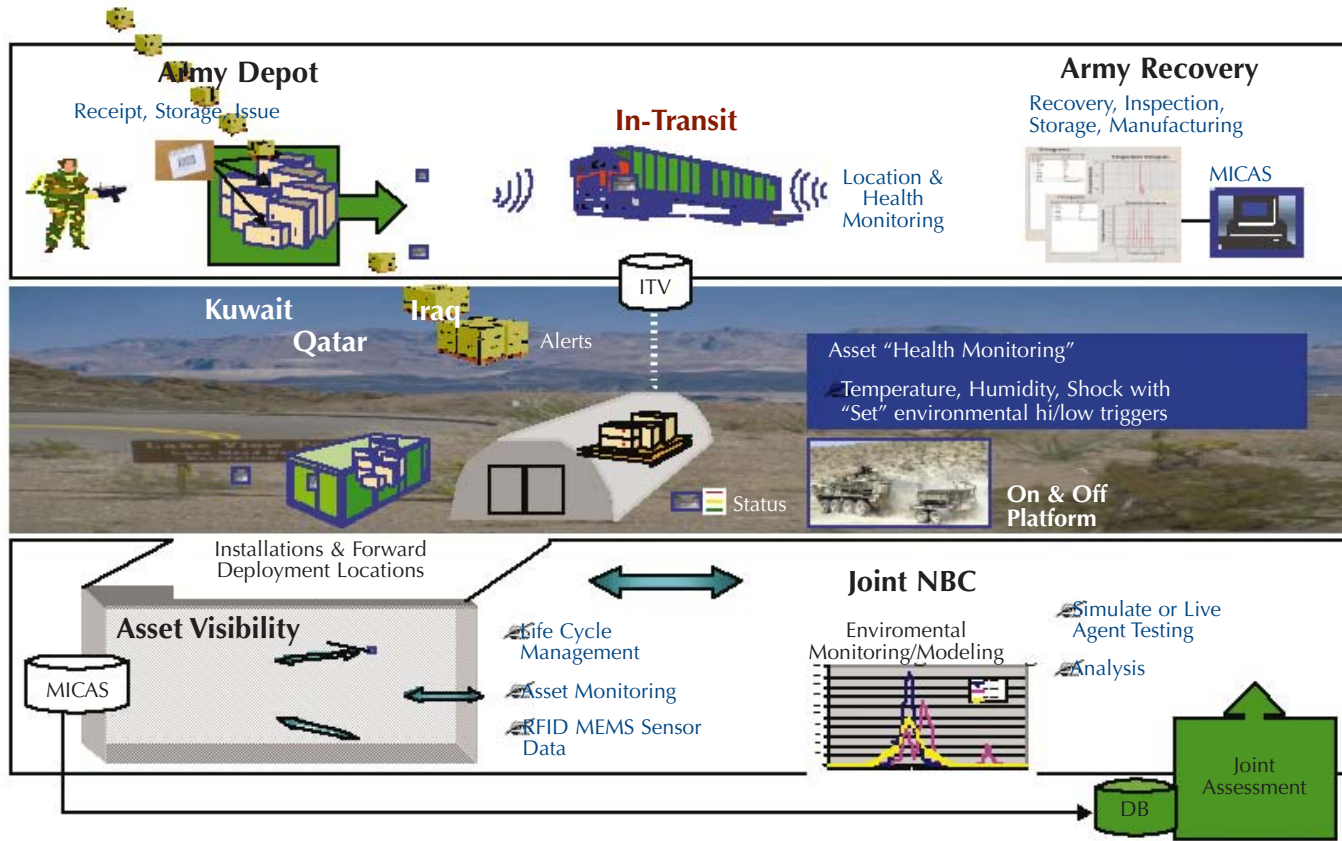 Army Depot
Receipt, Storage, Issue
In-Transit
Location &
Health
Monitoring
Army Recovery
Recovery, Inspection,
Storage, Manufacturing
MICAS
ITV
Kuwait
Qatar
Iraq
Alerts
Asset “Health Monitoring”
Temperature, Humidity, Shock with
“Set” environmental hi/low triggers
Status
On & Off
Platform
Installations & Forward
Deployment Locations
Asset Visibility
MICAS
Life Cycle
Management
Asset Monitoring
RFID MEMS Sensor
Data
Joint NBC
Enviromental
Monitoring/Modeling
Simulate or Live
Agent Testing
Analysis
Joint
Assessment
DB